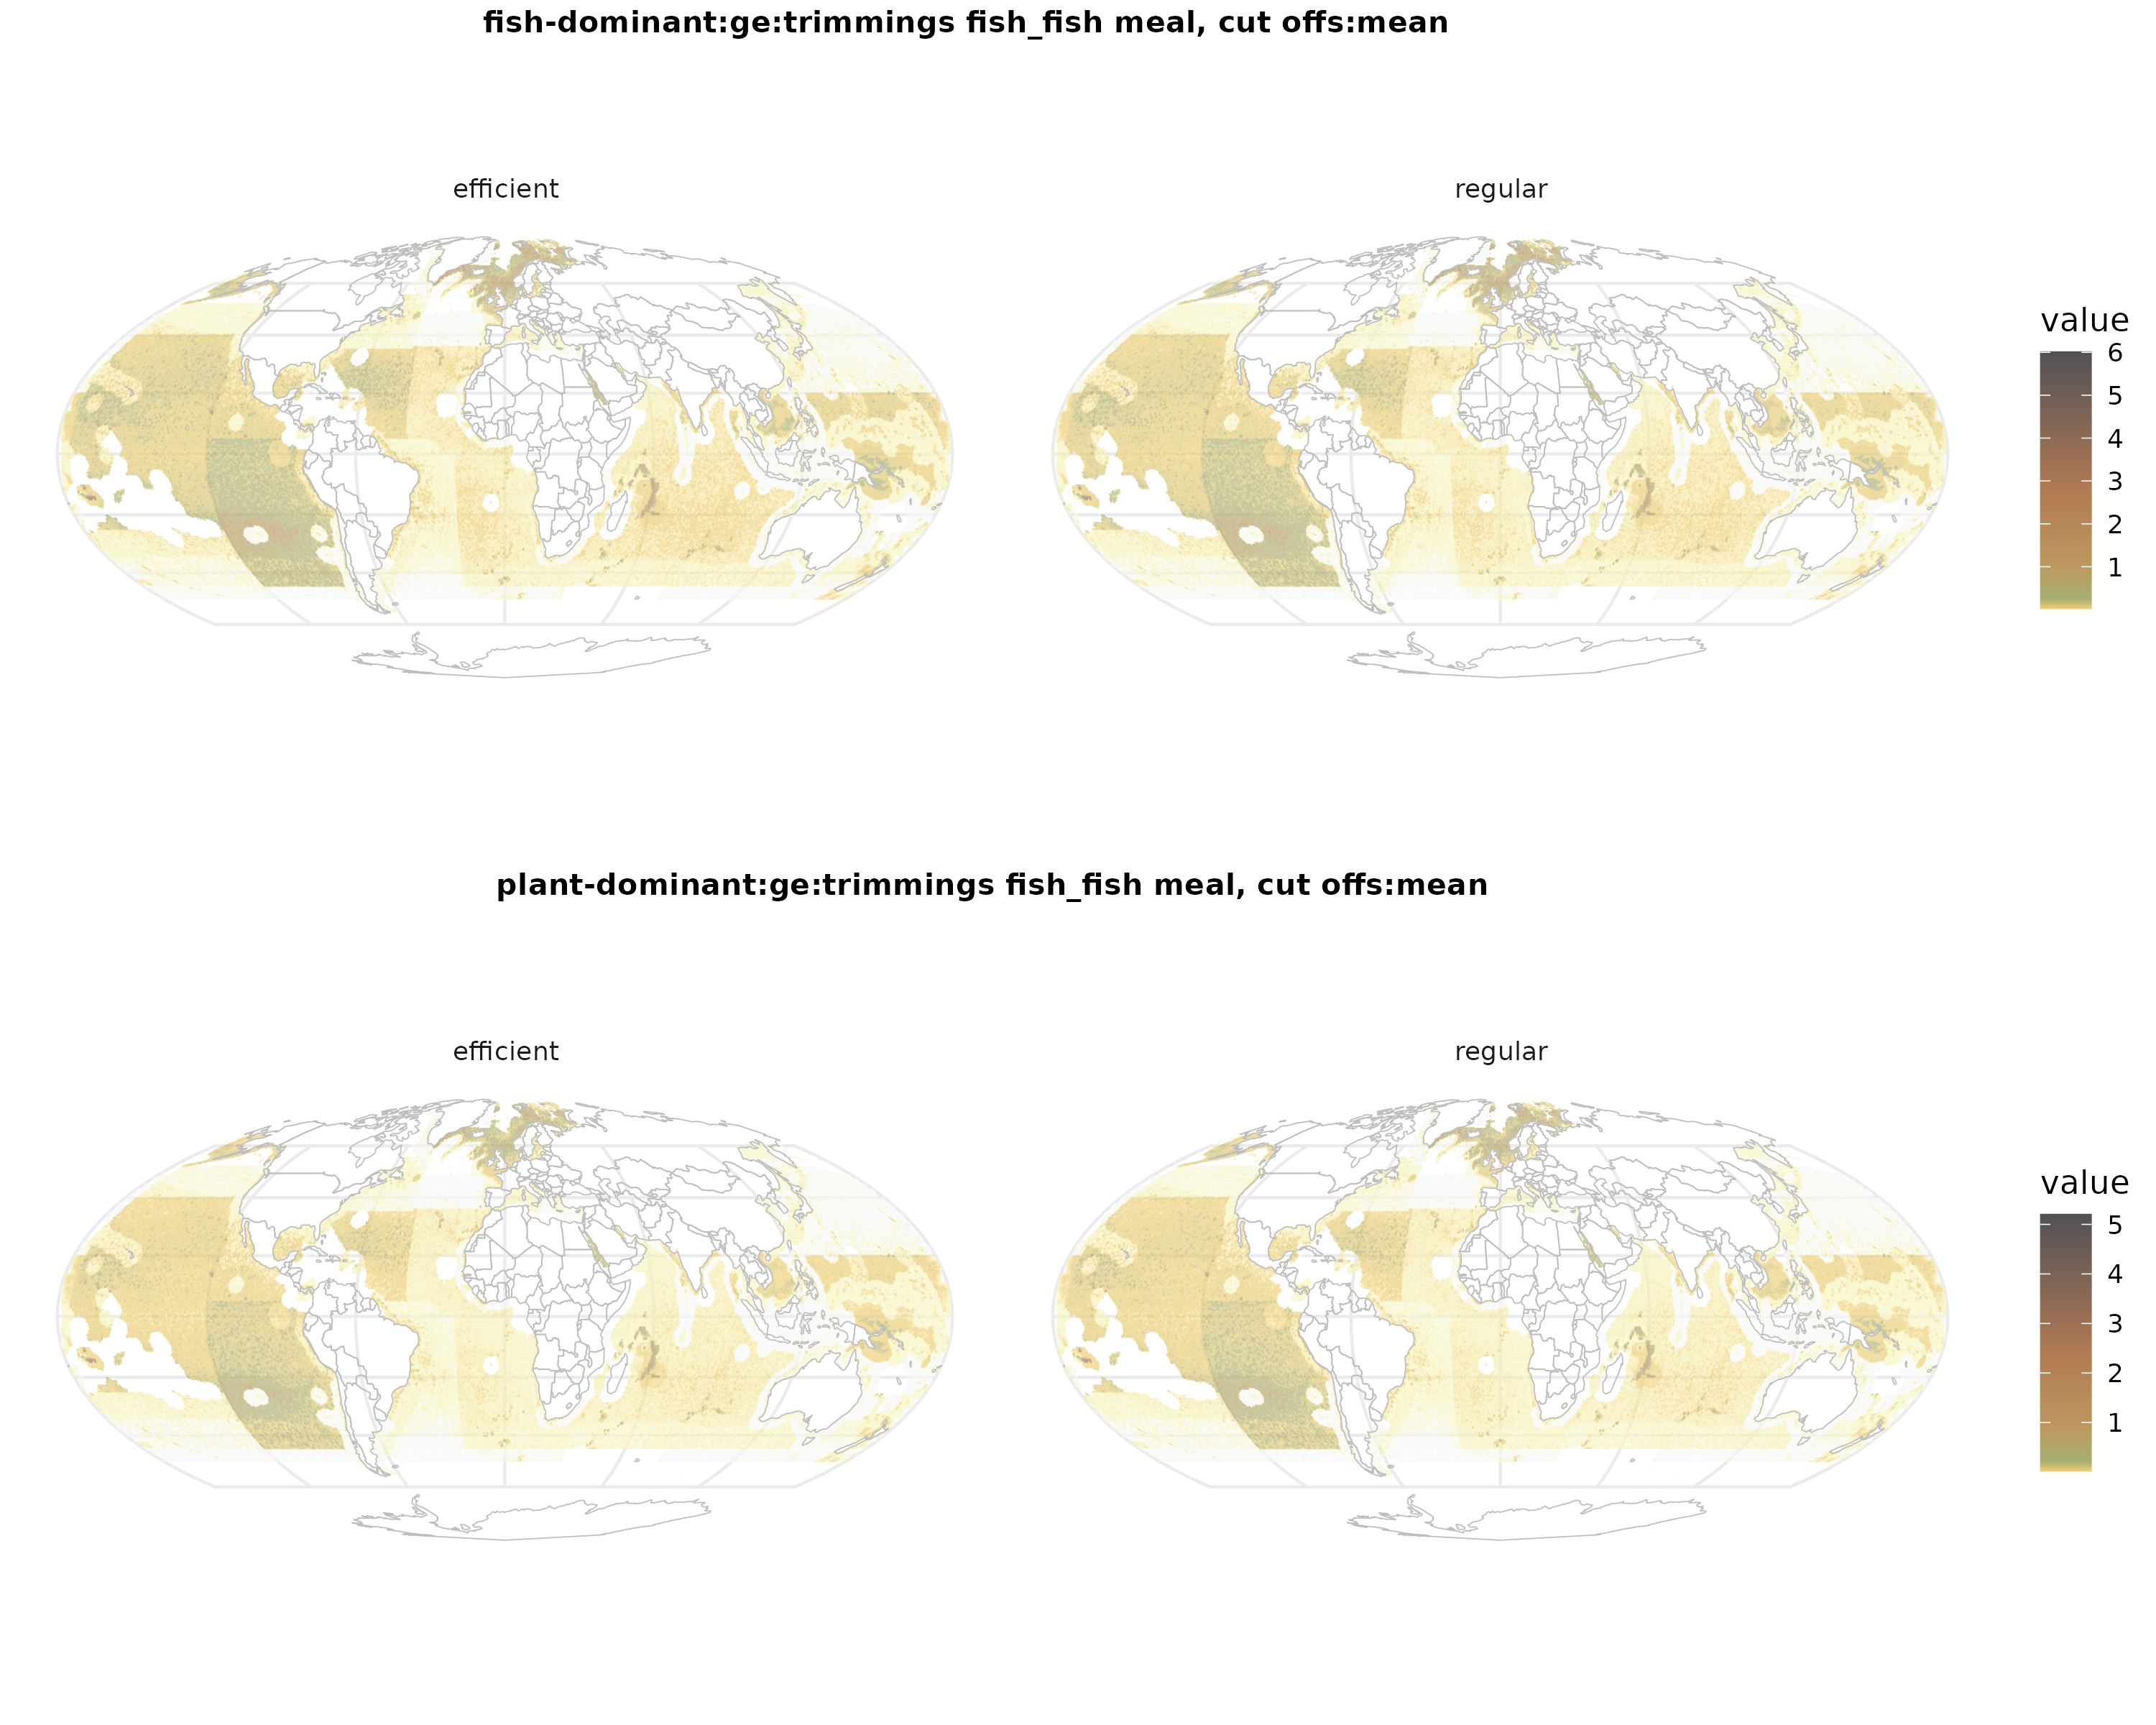 fish-dominant:ge:trimmings fish_fish meal, cut offs:mean
efficient
regular
value
6
5
4
3
2
1
plant-dominant:ge:trimmings fish_fish meal, cut offs:mean
efficient
regular
value
5
4
3
2
1